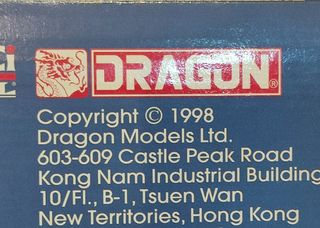 DRAGON®
Copyright © 1998
Dragon Models Ltd.
603-609 Castle Peak Road
Kong Nam Industrial Building
10/Fl., B-1, Tsuen Wan
New Territories, Hong Kong